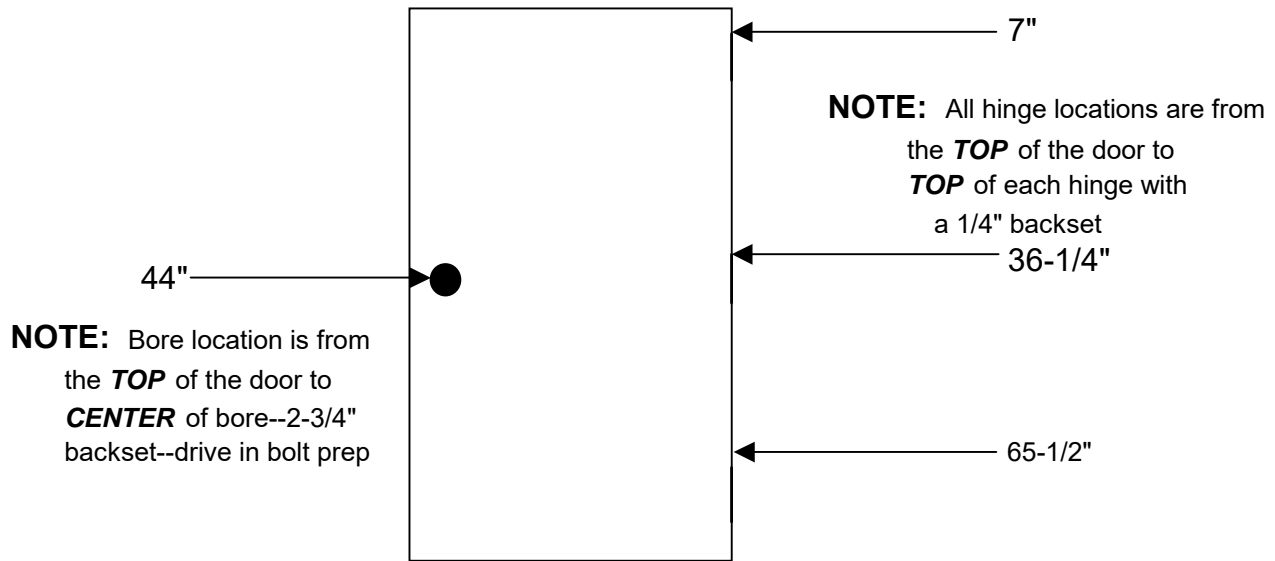 7"
NOTE: All hinge locations are from
the TOP of the door to
TOP of each hinge with
a 1/4" backset
36-1/4"
44"
NOTE: Bore location is from
the TOP of the door to
CENTER of bore--2-3/4"
backset--drive in bolt prep
65-1/2"